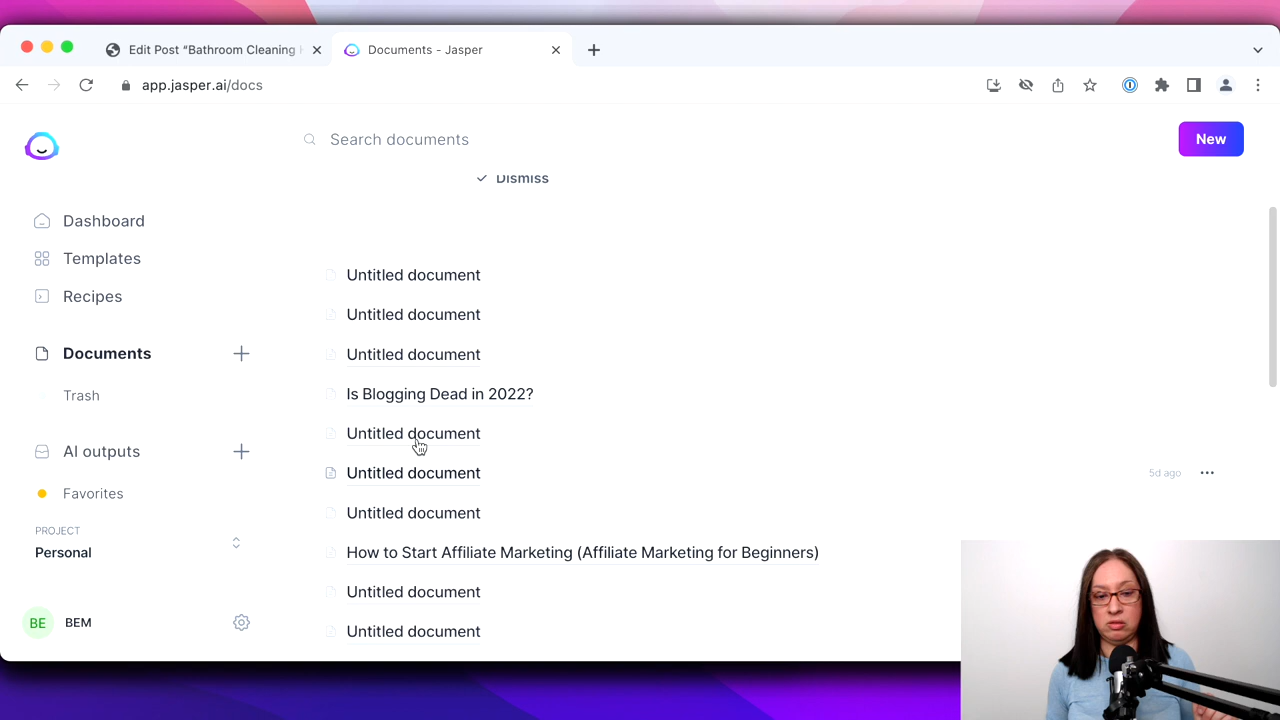 Edit Post “Bathroom Cleaning
Documents - Jasper
app.jasper.ai/docs
Search documents
New
Dismiss
Dashboard
Templates
Recipes
Documents
Trash
AI outputs
Favorites
PROJECT
Personal
BE
BEM
Untitled document
Untitled document
Untitled document
Is Blogging Dead in 2022?
Untitled document
Untitled document
5d ago
Untitled document
How to Start Affiliate Marketing (Affiliate Marketing for Beginners)
Untitled document
Untitled document